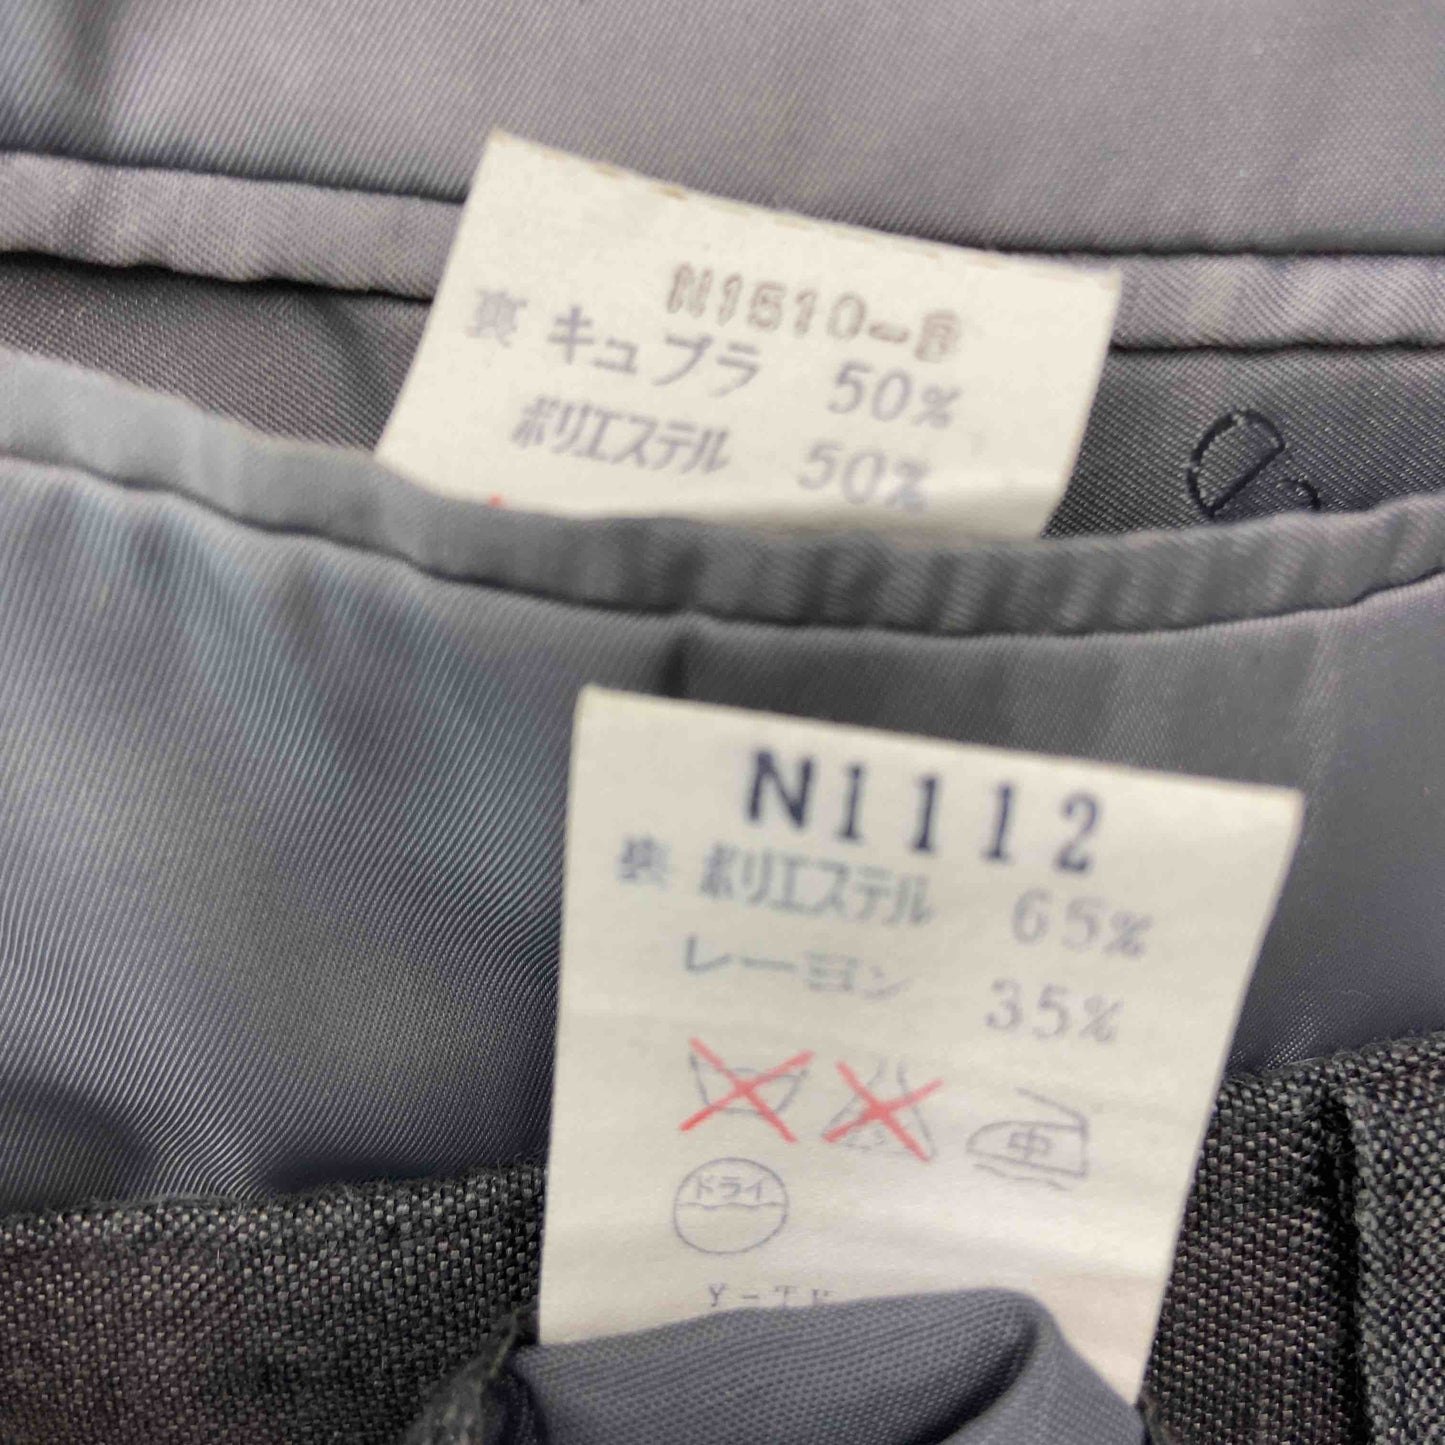 N1510-B
裏 キュプラ 50%
ポリエステル 50%
N1112
裏 ポリエステル 65%
レーヨン 35%
中
ドライ